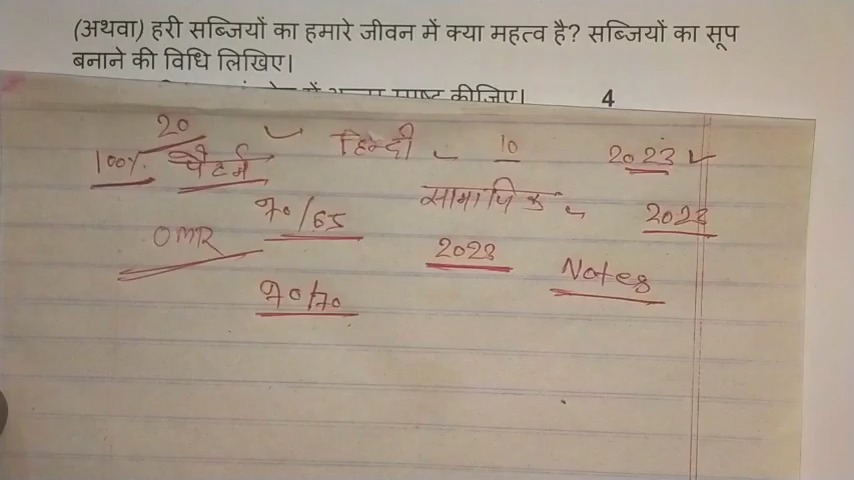 (अथवा) हरी सब्जियों का हमारे जीवन में क्या महत्व है? सब्जियों का सूप
बनाने की विधि लिखिए।
कीजिए। 4
20 हिन्दी 10 2023
100% पैटर्न
70/65 सामाजिक 2023
OMR 2023 Notes
70/70